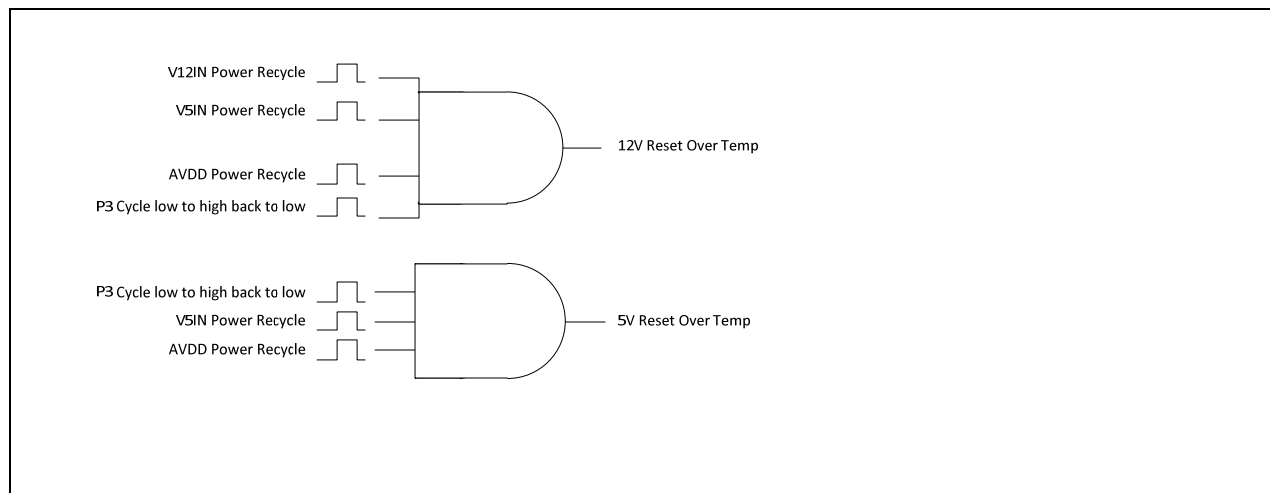 V12IN Power Recycle
V5IN Power Recycle
AVDD Power Recycle
P3 Cycle low to high back to low
12V Reset Over Temp
P3 Cycle low to high back to low
V5IN Power Recycle
AVDD Power Recycle
5V Reset Over Temp